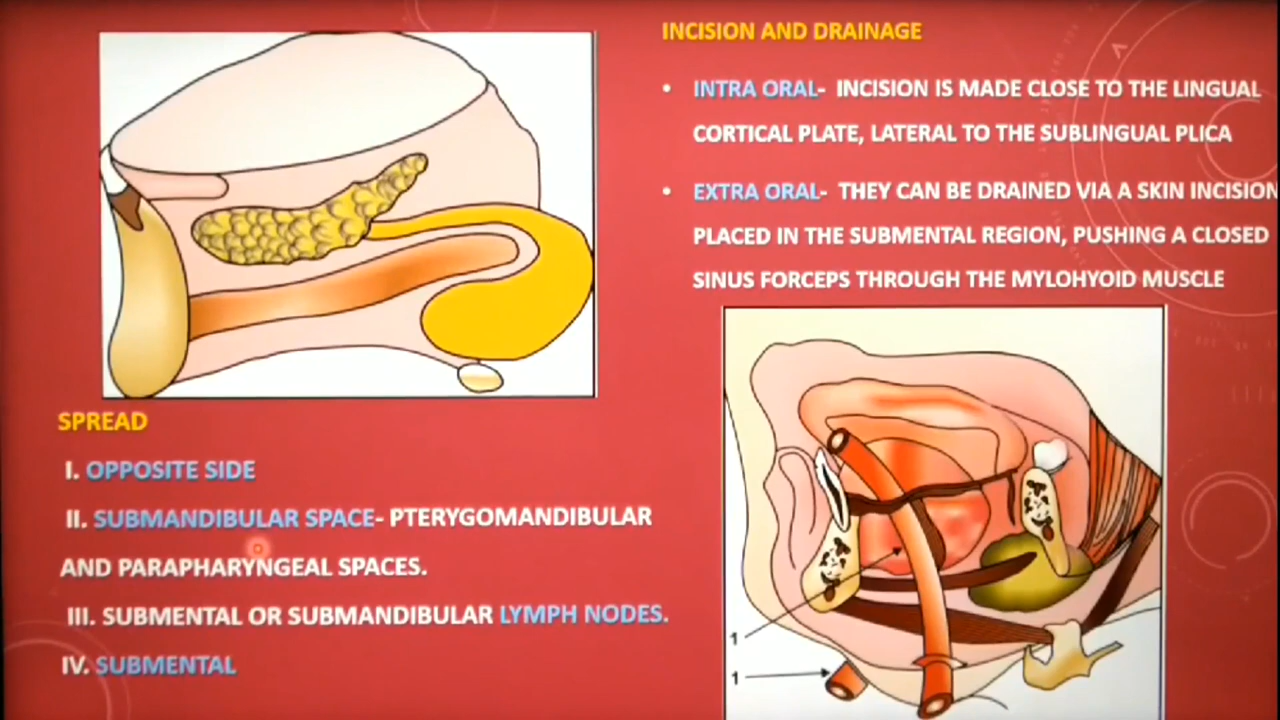 INCISION AND DRAINAGE
• INTRA ORAL- INCISION IS MADE CLOSE TO THE LINGUAL
CORTICAL PLATE, LATERAL TO THE SUBLINGUAL PLICA
• EXTRA ORAL- THEY CAN BE DRAINED VIA A SKIN INCISION
PLACED IN THE SUBMENTAL REGION, PUSHING A CLOSED
SINUS FORCEPS THROUGH THE MYLOHYOID MUSCLE
SPREAD
I. OPPOSITE SIDE
II. SUBMANDIBULAR SPACE- PTERYGOMANDIBULAR
AND PARAPHARYNGEAL SPACES.
III. SUBMENTAL OR SUBMANDIBULAR LYMPH NODES.
IV. SUBMENTAL
1
1